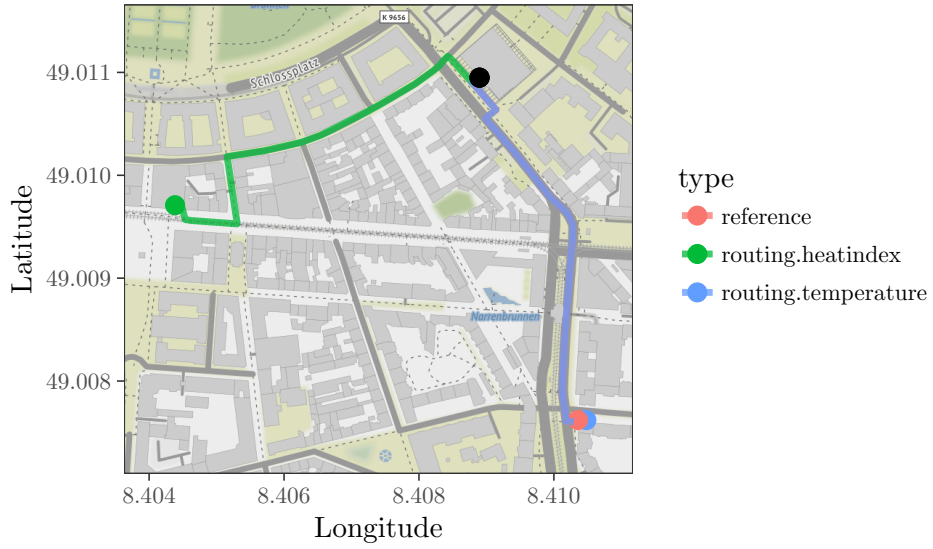 K 9656
Schlossplatz
49.011
49.010
49.009
49.008
Latitude
Narrenbrunnen
8.404
8.406
8.408
8.410
Longitude
type
reference
routing.heatindex
routing.temperature